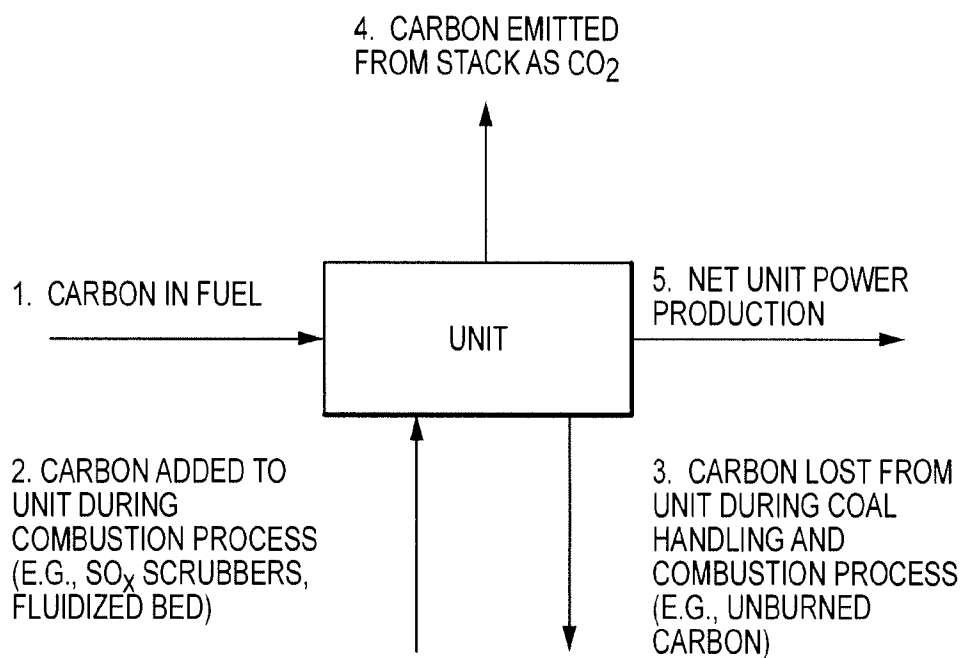 4. CARBON EMITTED
FROM STACK AS CO2
1. CARBON IN FUEL
UNIT
5. NET UNIT POWER
PRODUCTION
2. CARBON ADDED TO
UNIT DURING
COMBUSTION PROCESS
(E.G., SOX SCRUBBERS,
FLUIDIZED BED)
3. CARBON LOST FROM
UNIT DURING COAL
HANDLING AND
COMBUSTION PROCESS
(E.G., UNBURNED
CARBON)